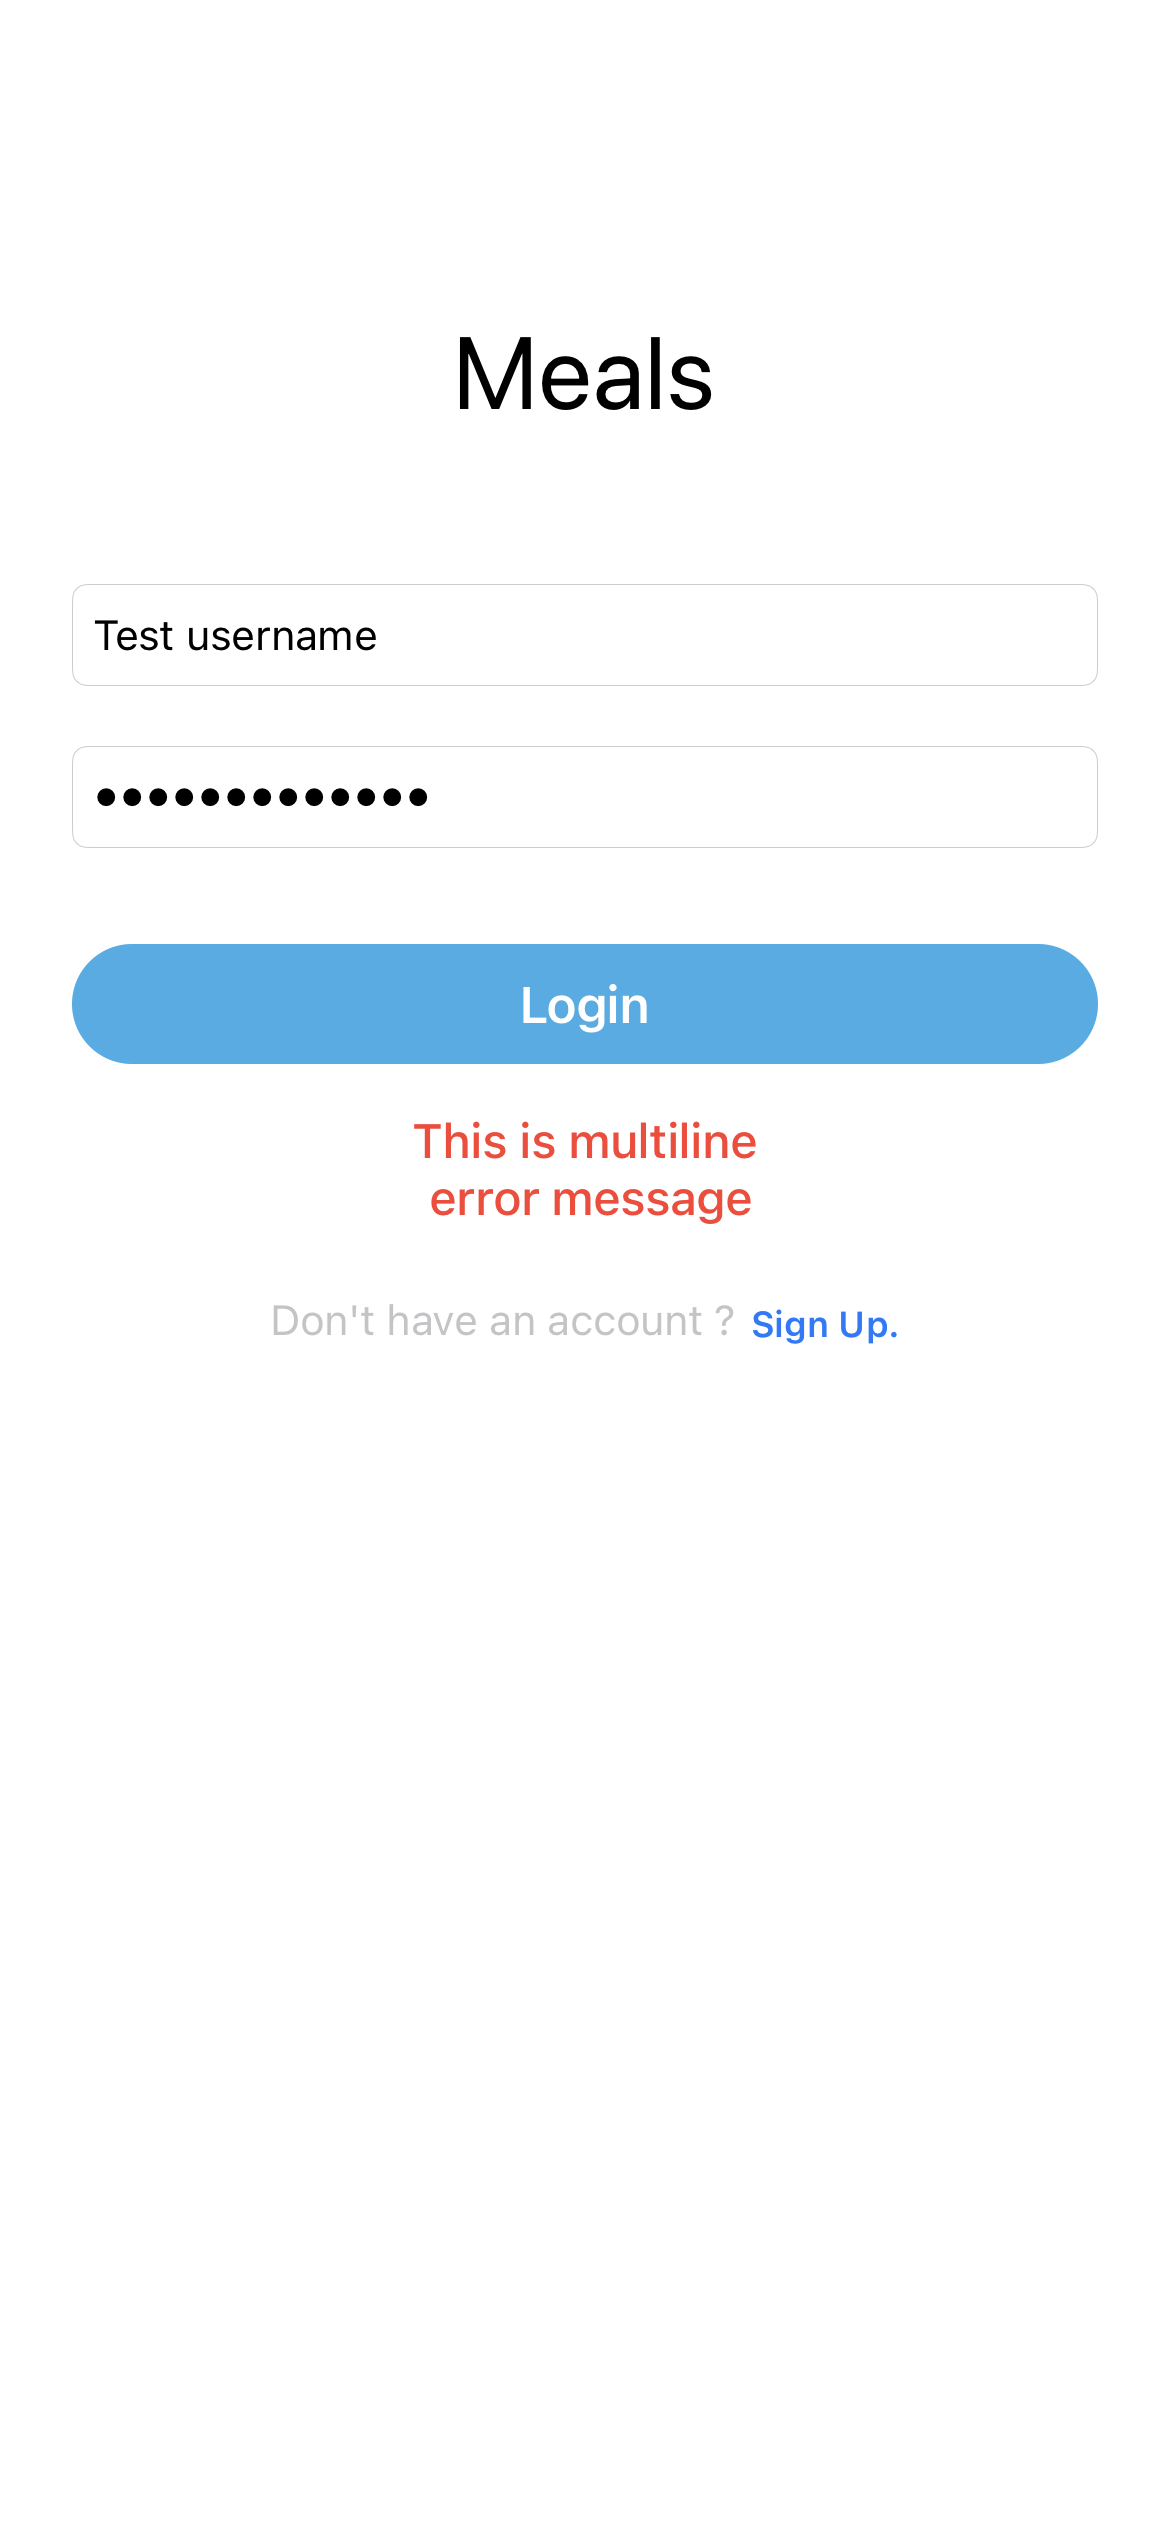 Meals
Test username
•••••••••••••
Login
This is multiline
error message
Don't have an account ? Sign Up.